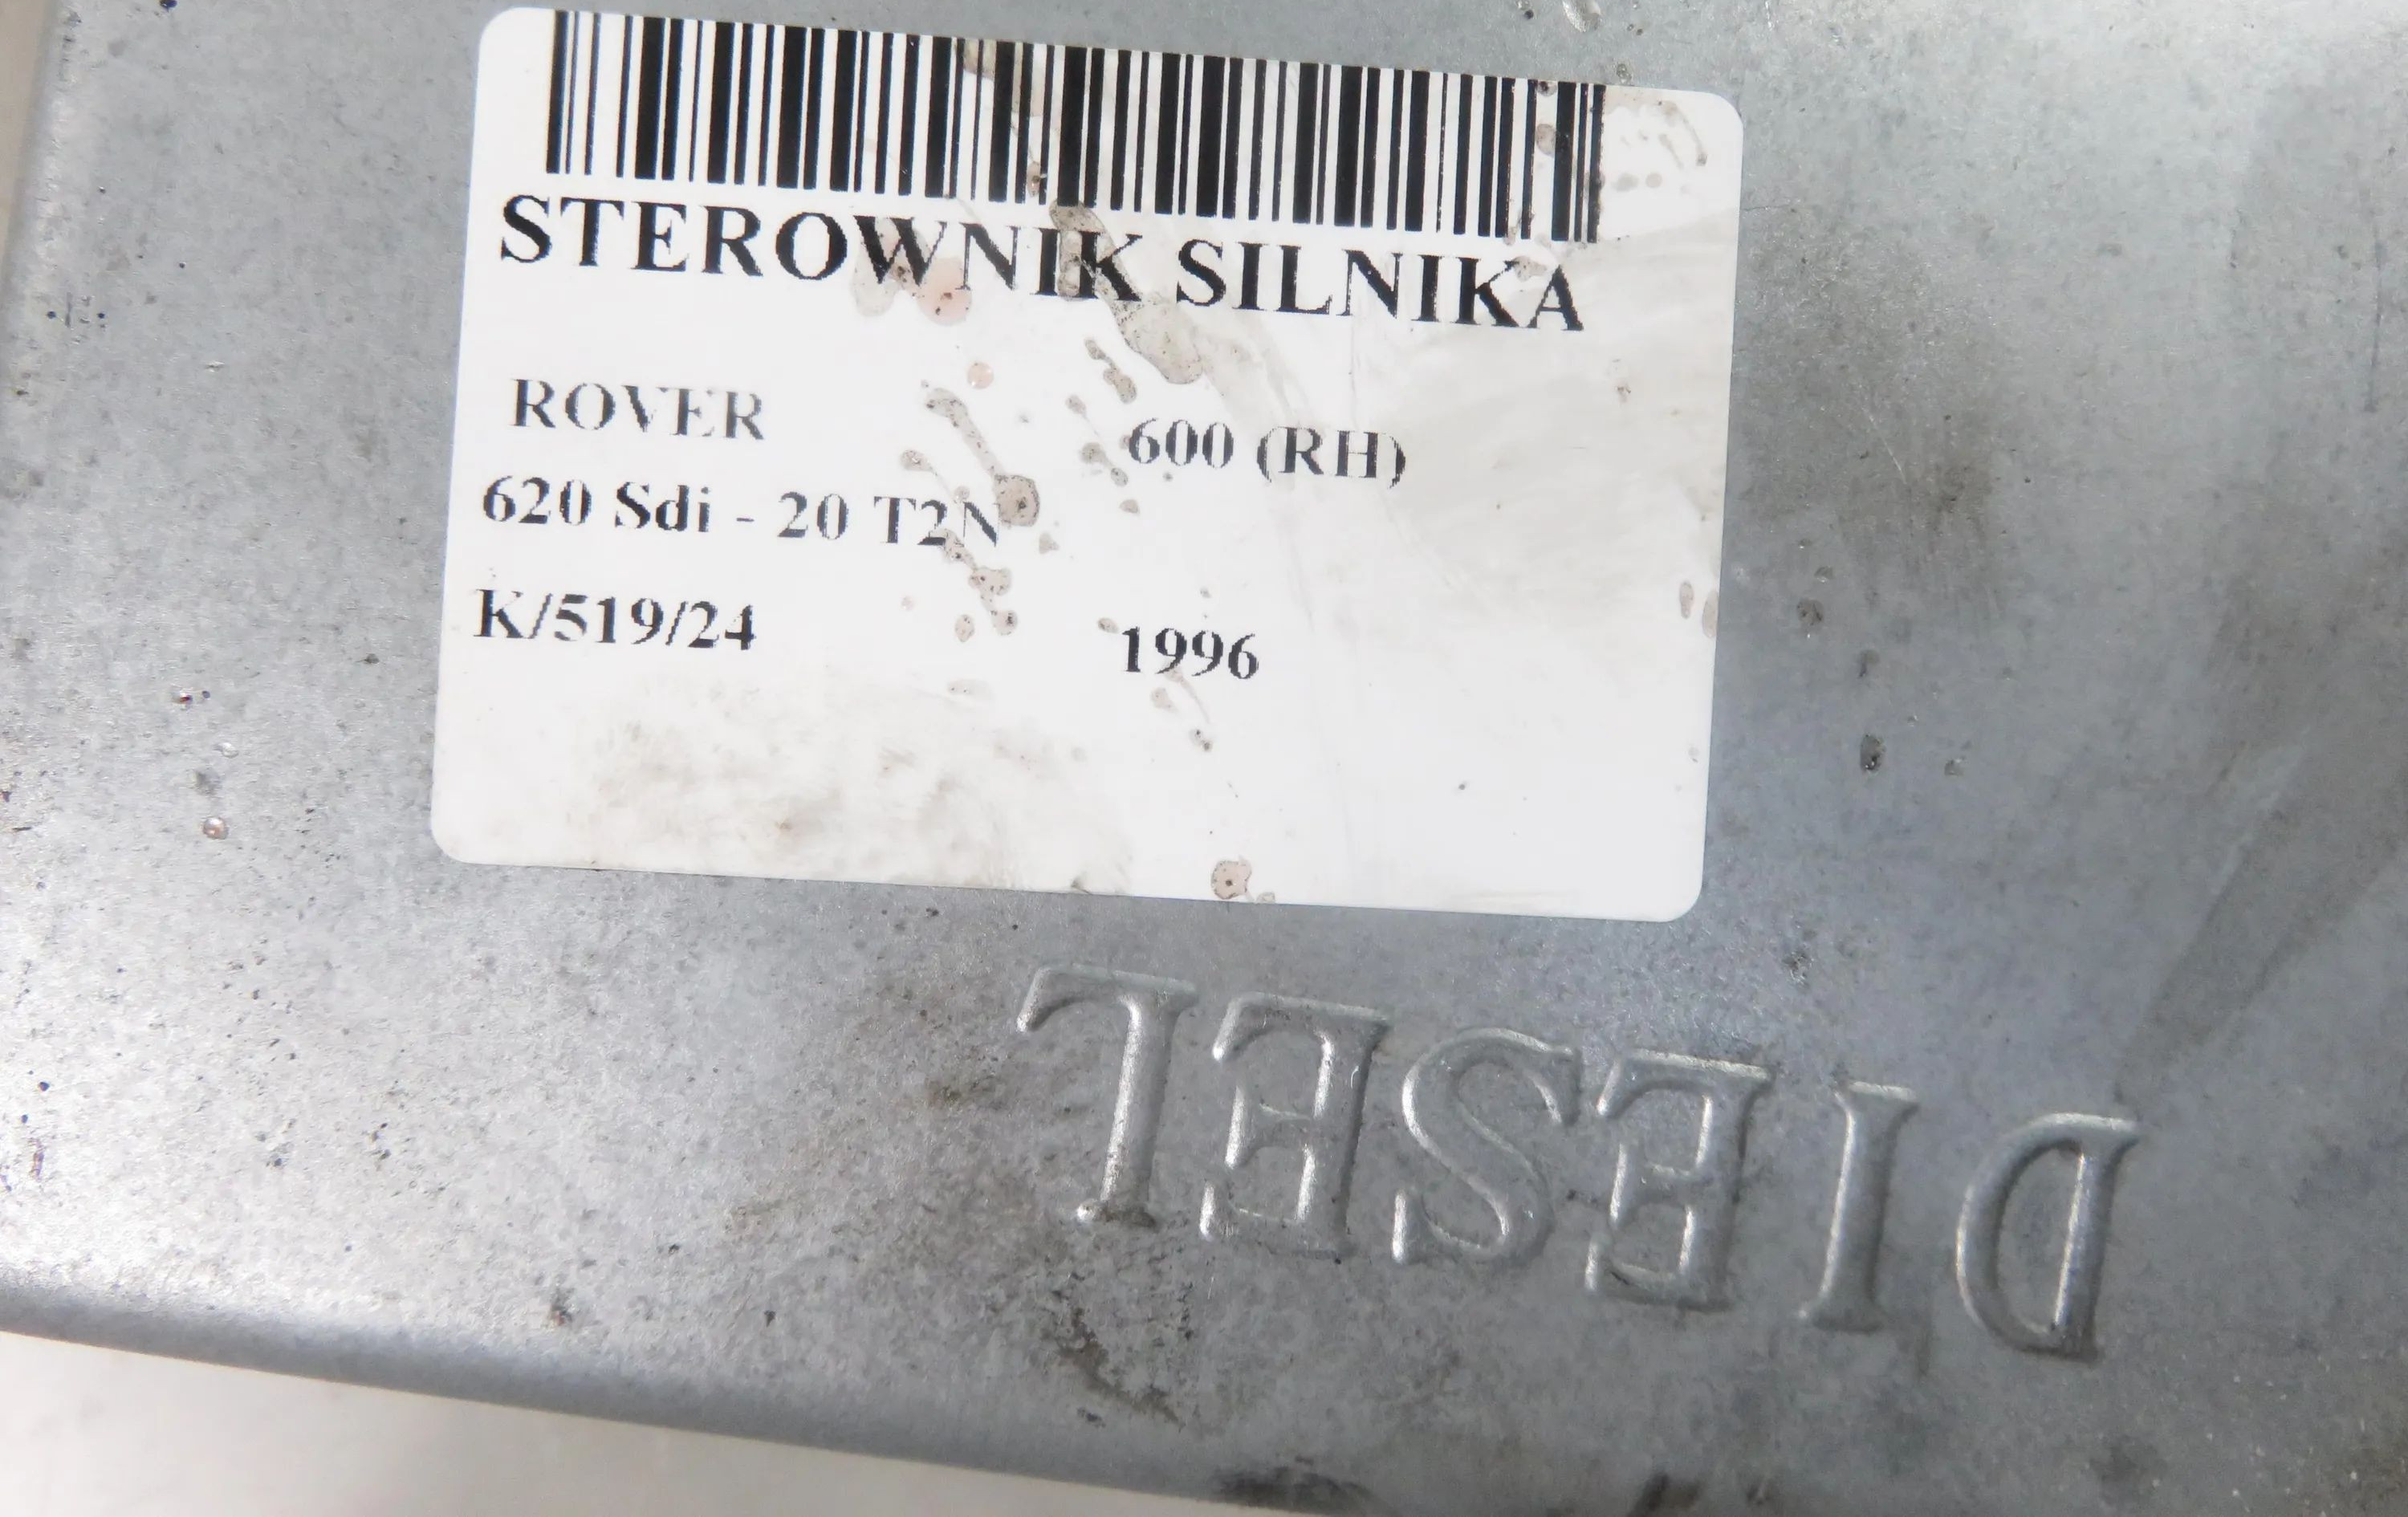 STEROWNIK SILNIKA
ROVER 600 (RH)
620 Sdi - 20 T2N
K/519/24 1996
DIESEL